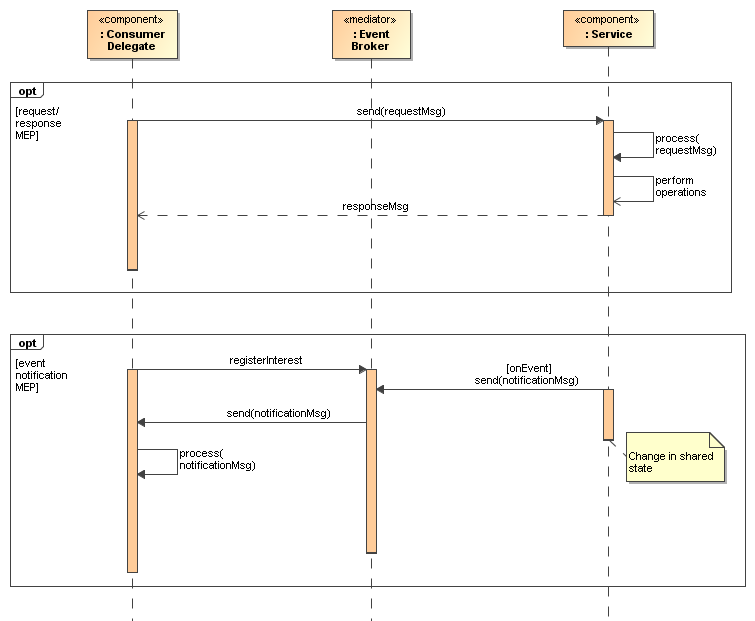 «component»
: Consumer
Delegate
«mediator»
: Event
Broker
«component»
: Service
opt
[request/
response
MEP]
send(requestMsg)
process(
requestMsg)
perform
operations
responseMsg
opt
[event
notification
MEP]
registerInterest
[onEvent]
send(notificationMsg)
send(notificationMsg)
process(
notificationMsg)
Change in shared
state